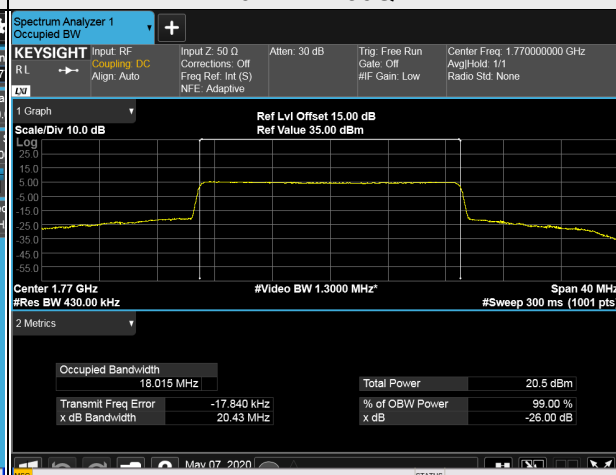 Spectrum Analyzer 1
Occupied BW
+
KEYSIGHT Input: RF Input Z: 50 Ω Atten: 30 dB Trig: Free Run Center Freq: 1.770000000 GHz
RL Coupling: DC Corrections: Off Gate: Off Avg|Hold: 1/1
Align: Auto Freq Ref: Int (S) #IF Gain: Low Radio Std: None
LXI NFE: Adaptive
1 Graph
Ref Lvl Offset 15.00 dB
Scale/Div 10.0 dB Ref Value 35.00 dBm
Log
25.0
15.0
5.00
-5.00
-15.0
-25.0
-35.0
-45.0
-55.0
Center 1.77 GHz #Video BW 1.3000 MHz* Span 40 MHz
#Res BW 430.00 kHz #Sweep 300 ms (1001 pts
2 Metrics
Occupied Bandwidth
18.015 MHz Total Power 20.5 dBm
Transmit Freq Error -17.840 kHz % of OBW Power 99.00 %
x dB Bandwidth 20.43 MHz x dB -26.00 dB
May 07, 2020
MSG STATUS